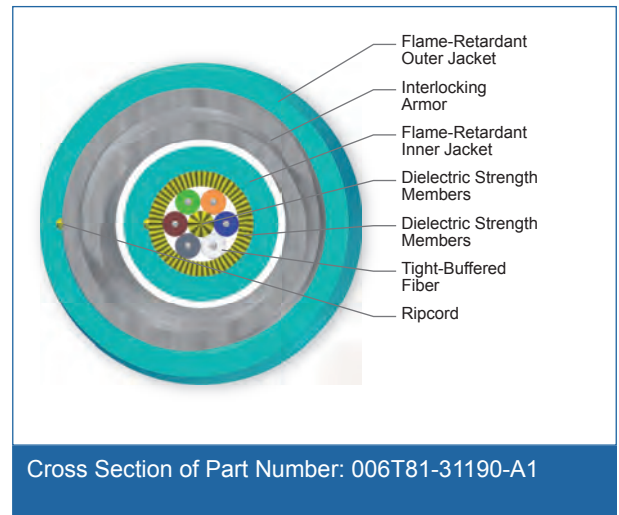 Flame-Retardant
Outer Jacket
Interlocking
Armor
Flame-Retardant
Inner Jacket
Dielectric Strength
Members
Dielectric Strength
Members
Tight-Buffered
Fiber
Ripcord
Cross Section of Part Number: 006T81-31190-A1